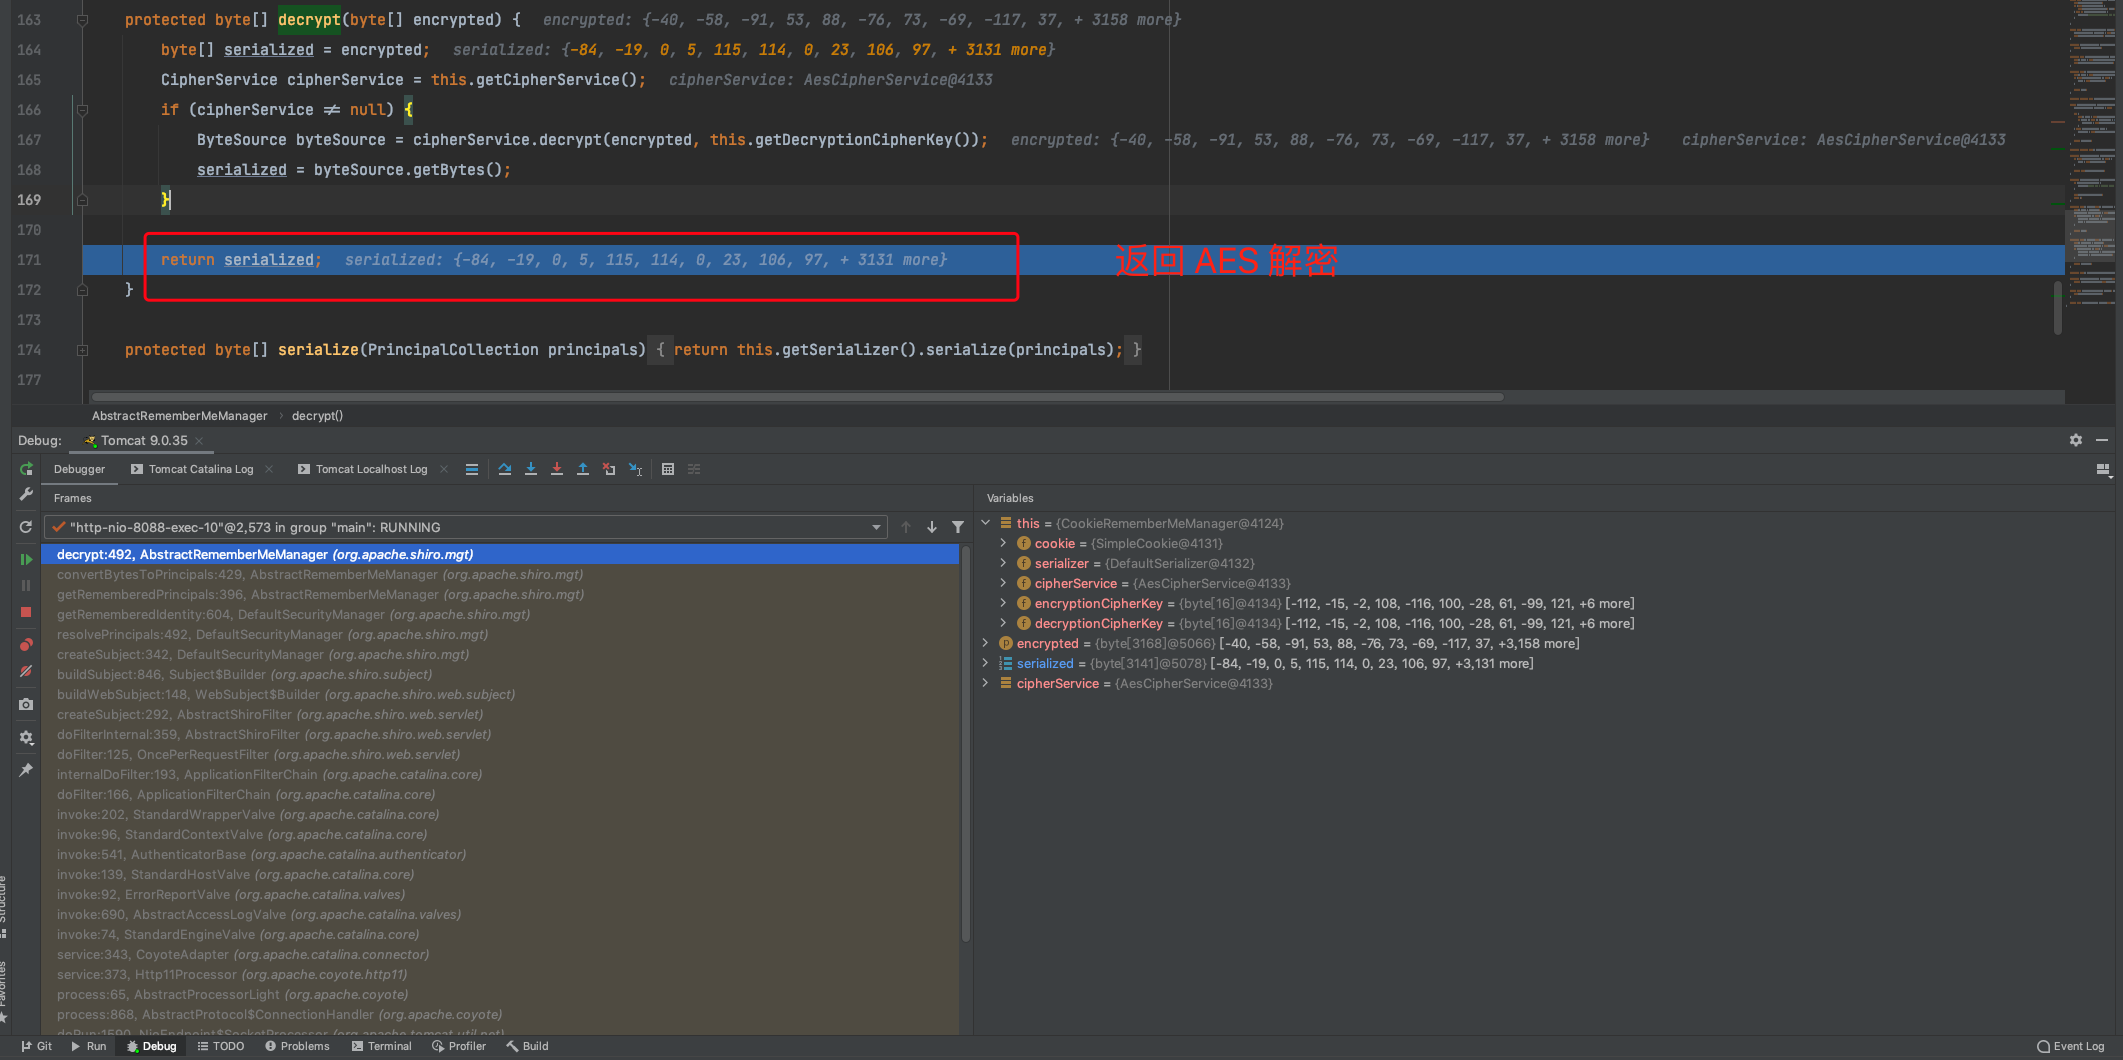 163 protected byte[] decrypt(byte[] encrypted) { encrypted: {-40, -58, -91, 53, 88, -76, 73, -69, -117, 37, + 3158 more}
164 byte[] serialized = encrypted; serialized: {-84, -19, 0, 5, 115, 114, 0, 23, 106, 97, + 3131 more}
165 CipherService cipherService = this.getCipherService(); cipherService: AesCipherService@4133
166 if (cipherService ≠ null) {
167 ByteSource byteSource = cipherService.decrypt(encrypted, this.getDecryptionCipherKey()); encrypted: {-40, -58, -91, 53, 88, -76, 73, -69, -117, 37, + 3158 more} cipherService: AesCipherService@4133
168 serialized = byteSource.getBytes();
169 }
170
171 return serialized; serialized: {-84, -19, 0, 5, 115, 114, 0, 23, 106, 97, + 3131 more} 返回 AES 解密
172 }
173
174 protected byte[] serialize(PrincipalCollection principals) { return this.getSerializer().serialize(principals); }
177
AbstractRememberMeManager › decrypt()
Debug: Tomcat 9.0.35
Debugger Tomcat Catalina Log Tomcat Localhost Log
Frames
"http-nio-8088-exec-10"@2,573 in group "main": RUNNING
decrypt:492, AbstractRememberMeManager (org.apache.shiro.mgt)
convertBytesToPrincipals:429, AbstractRememberMeManager (org.apache.shiro.mgt)
getRememberedPrincipals:396, AbstractRememberMeManager (org.apache.shiro.mgt)
getRememberedIdentity:604, DefaultSecurityManager (org.apache.shiro.mgt)
resolvePrincipals:492, DefaultSecurityManager (org.apache.shiro.mgt)
createSubject:342, DefaultSecurityManager (org.apache.shiro.mgt)
buildSubject:846, Subject$Builder (org.apache.shiro.subject)
buildWebSubject:148, WebSubject$Builder (org.apache.shiro.web.subject)
createSubject:292, AbstractShiroFilter (org.apache.shiro.web.servlet)
doFilterInternal:359, AbstractShiroFilter (org.apache.shiro.web.servlet)
doFilter:125, OncePerRequestFilter (org.apache.shiro.web.servlet)
internalDoFilter:193, ApplicationFilterChain (org.apache.catalina.core)
doFilter:166, ApplicationFilterChain (org.apache.catalina.core)
invoke:202, StandardWrapperValve (org.apache.catalina.core)
invoke:96, StandardContextValve (org.apache.catalina.core)
invoke:541, AuthenticatorBase (org.apache.catalina.authenticator)
invoke:139, StandardHostValve (org.apache.catalina.core)
invoke:92, ErrorReportValve (org.apache.catalina.valves)
invoke:690, AbstractAccessLogValve (org.apache.catalina.valves)
invoke:74, StandardEngineValve (org.apache.catalina.core)
service:343, CoyoteAdapter (org.apache.catalina.connector)
service:373, Http11Processor (org.apache.coyote.http11)
process:65, AbstractProcessorLight (org.apache.coyote)
process:868, AbstractProtocol$ConnectionHandler (org.apache.coyote)
doRun:1590, NioEndpoint$SocketProcessor (org.apache.tomcat.util.net)
Variables
this = {CookieRememberMeManager@4124}
cookie = {SimpleCookie@4131}
serializer = {DefaultSerializer@4132}
cipherService = {AesCipherService@4133}
encryptionCipherKey = {byte[16]@4134} [-112, -15, -2, 108, -116, 100, -28, 61, -99, 121, +6 more]
decryptionCipherKey = {byte[16]@4134} [-112, -15, -2, 108, -116, 100, -28, 61, -99, 121, +6 more]
encrypted = {byte[3168]@5066} [-40, -58, -91, 53, 88, -76, 73, -69, -117, 37, +3,158 more]
serialized = {byte[3141]@5078} [-84, -19, 0, 5, 115, 114, 0, 23, 106, 97, +3,131 more]
cipherService = {AesCipherService@4133}
Structure
Favorites
Git Run Debug TODO Problems Terminal Profiler Build Event Log